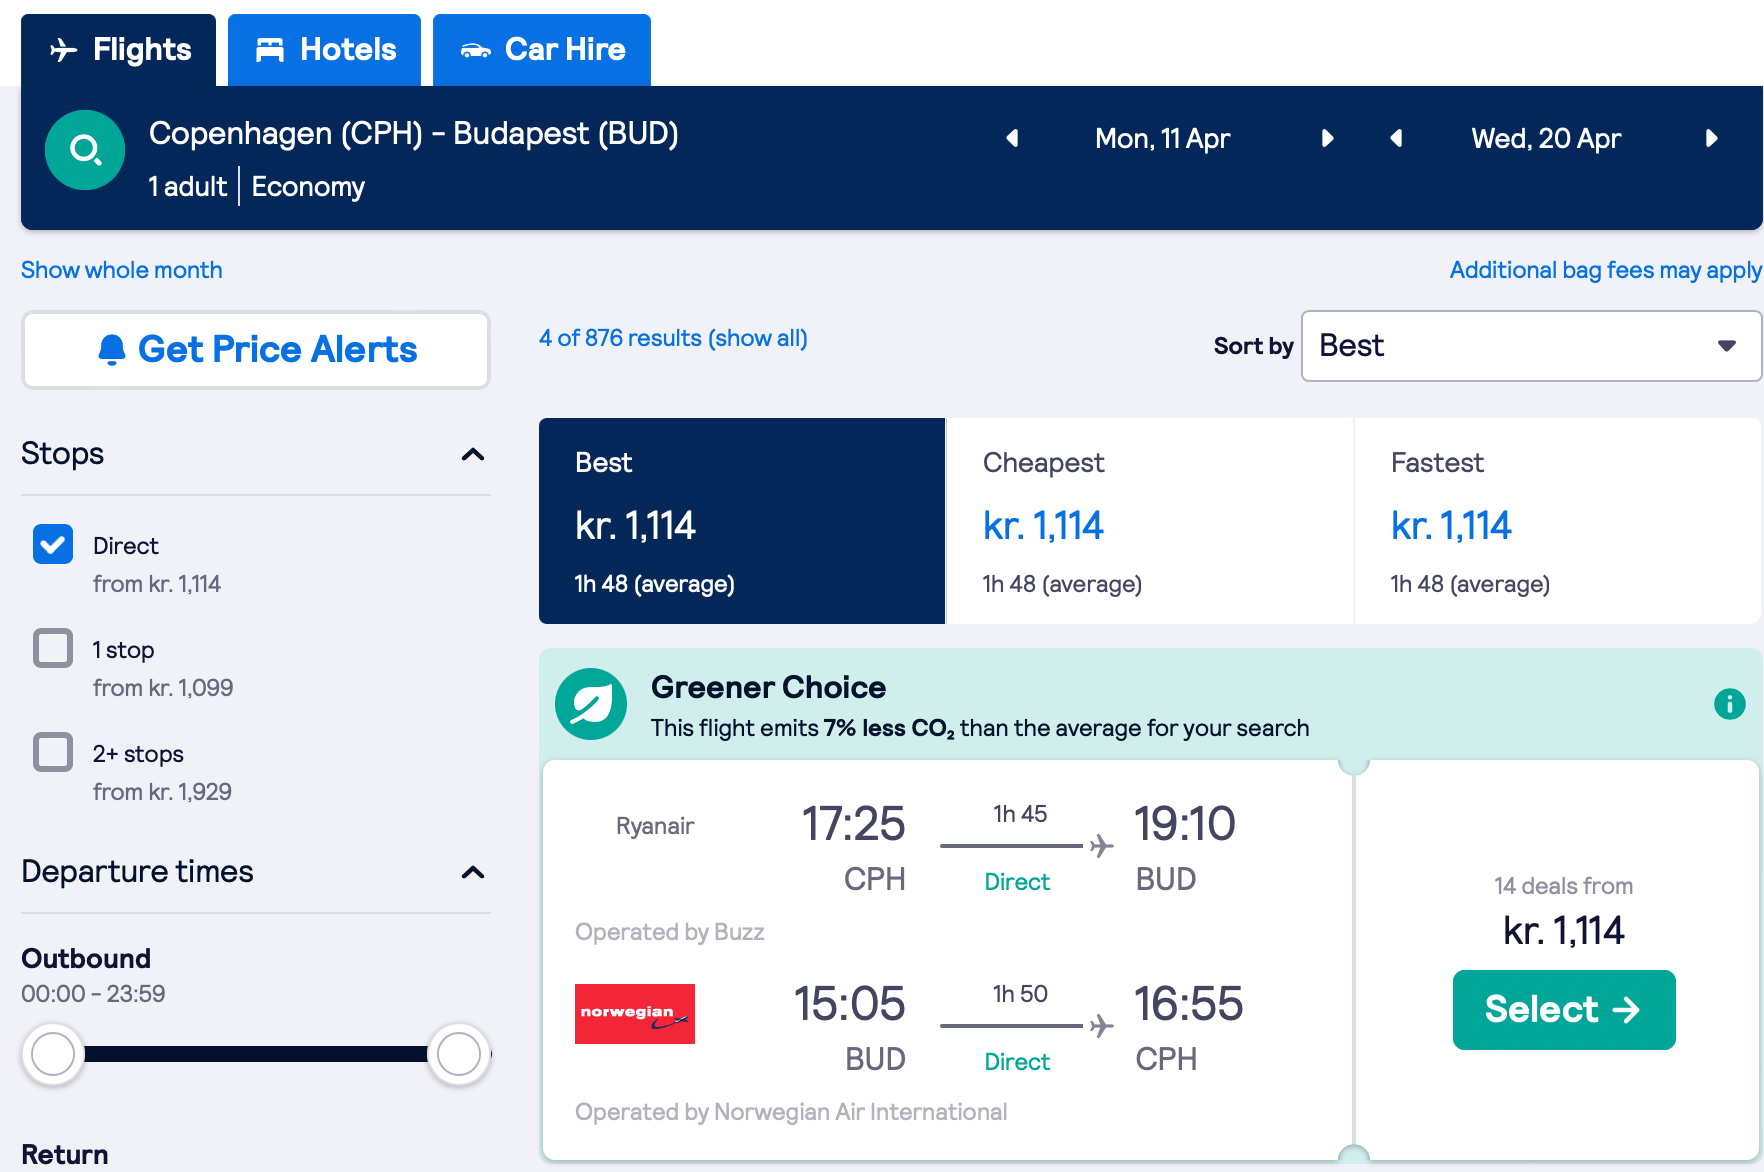 Flights
Hotels
Car Hire
Copenhagen (CPH) - Budapest (BUD)
1 adult
Economy
Mon, 11 Apr
Wed, 20 Apr
Show whole month
Additional bag fees may apply
Get Price Alerts
4 of 876 results (show all)
Sort by
Best
Stops
Direct
from kr. 1,114
1 stop
from kr. 1,099
2+ stops
from kr. 1,929
Departure times
Outbound
00:00 - 23:59
Return
Best
kr. 1,114
1h 48 (average)
Cheapest
kr. 1,114
1h 48 (average)
Fastest
kr. 1,114
1h 48 (average)
Greener Choice
This flight emits 7% less CO₂ than the average for your search
Ryanair
17:25
CPH
1h 45
Direct
19:10
BUD
Operated by Buzz
norwegian
15:05
BUD
1h 50
Direct
16:55
CPH
Operated by Norwegian Air International
14 deals from
kr. 1,114
Select →